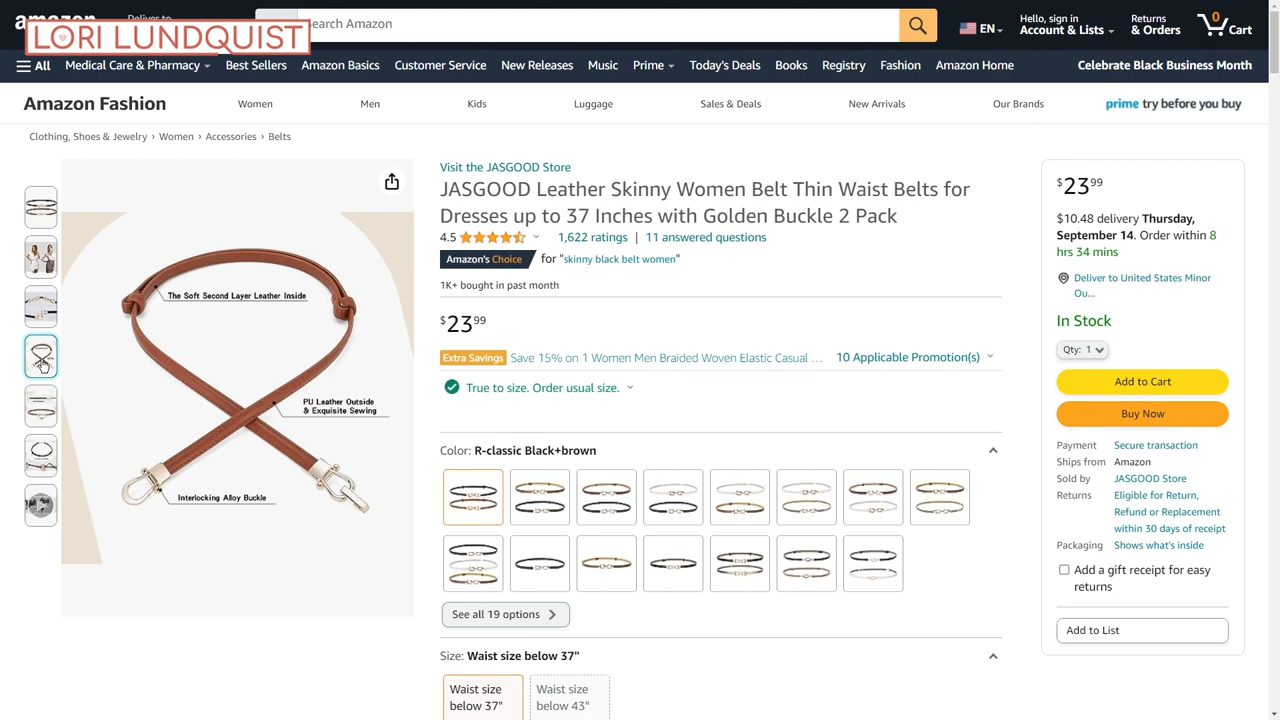 amazon
Deliver to
Search Amazon
EN
Hello, sign in
Account & Lists
Returns
& Orders
0
Cart
LORI LUNDQUIST
All
Medical Care & Pharmacy
Best Sellers
Amazon Basics
Customer Service
New Releases
Music
Prime
Today's Deals
Books
Registry
Fashion
Amazon Home
Celebrate Black Business Month
Amazon Fashion
Women
Men
Kids
Luggage
Sales & Deals
New Arrivals
Our Brands
prime try before you buy
Clothing, Shoes & Jewelry › Women › Accessories › Belts
The Soft Second Layer Leather Inside
PU Leather Outside
& Exquisite Sewing
Interlocking Alloy Buckle
Visit the JASGOOD Store
JASGOOD Leather Skinny Women Belt Thin Waist Belts for
Dresses up to 37 Inches with Golden Buckle 2 Pack
4.5
1,622 ratings | 11 answered questions
Amazon's Choice for "skinny black belt women"
1K+ bought in past month
$23 99
Extra Savings Save 15% on 1 Women Men Braided Woven Elastic Casual … 10 Applicable Promotion(s)
True to size. Order usual size.
Color: R-classic Black+brown
See all 19 options
Size: Waist size below 37"
Waist size
below 37"
Waist size
below 43"
$23 99
$10.48 delivery Thursday,
September 14. Order within 8
hrs 34 mins
Deliver to United States Minor
Ou...
In Stock
Qty: 1
Add to Cart
Buy Now
Payment Secure transaction
Ships from Amazon
Sold by JASGOOD Store
Returns Eligible for Return,
Refund or Replacement
within 30 days of receipt
Packaging Shows what's inside
Add a gift receipt for easy
returns
Add to List